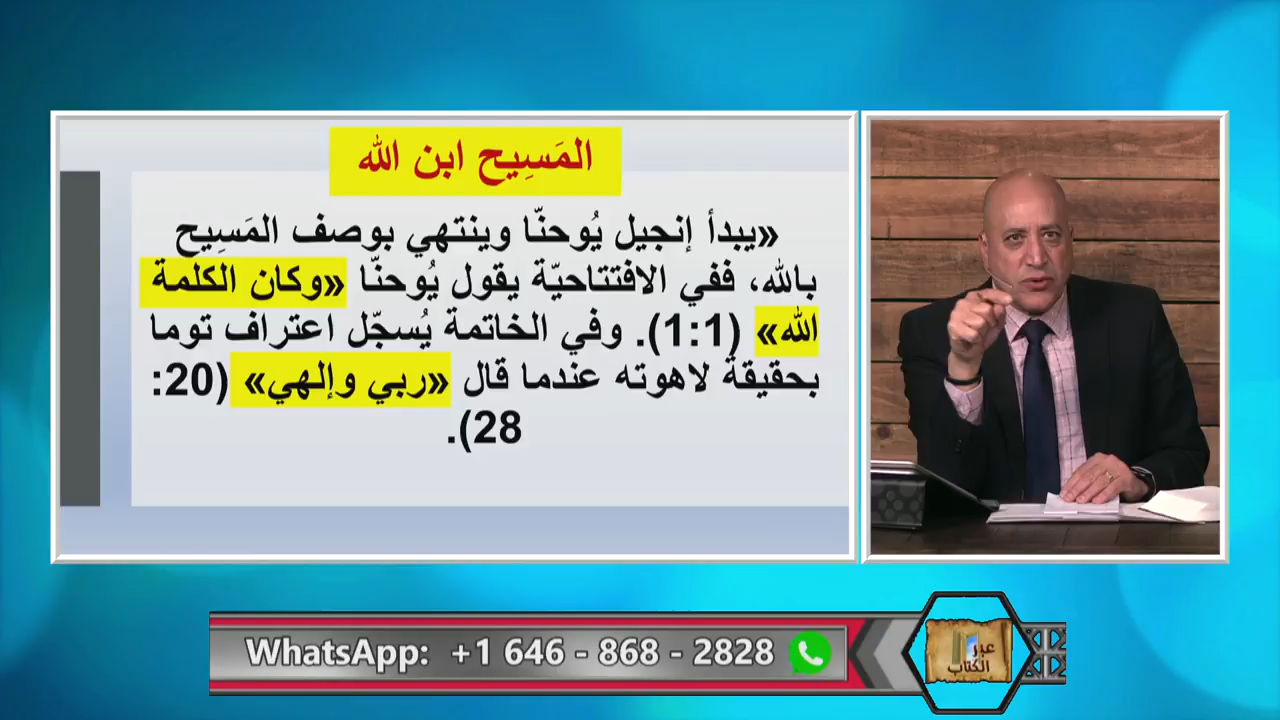 المَسِيح ابن الله
«يبدأ إنجيل يُوحنّا وينتهي بوصف المَسِيح
بالله، ففي الافتتاحيّة يقول يُوحنّا «وكان الكلمة
الله» (1:1). وفي الخاتمة يُسجّل اعتراف توما
بحقيقة لاهوته عندما قال «ربي وإلهي» (20:
28).
WhatsApp: +1 646 - 868 - 2828
عبر
الكتاب